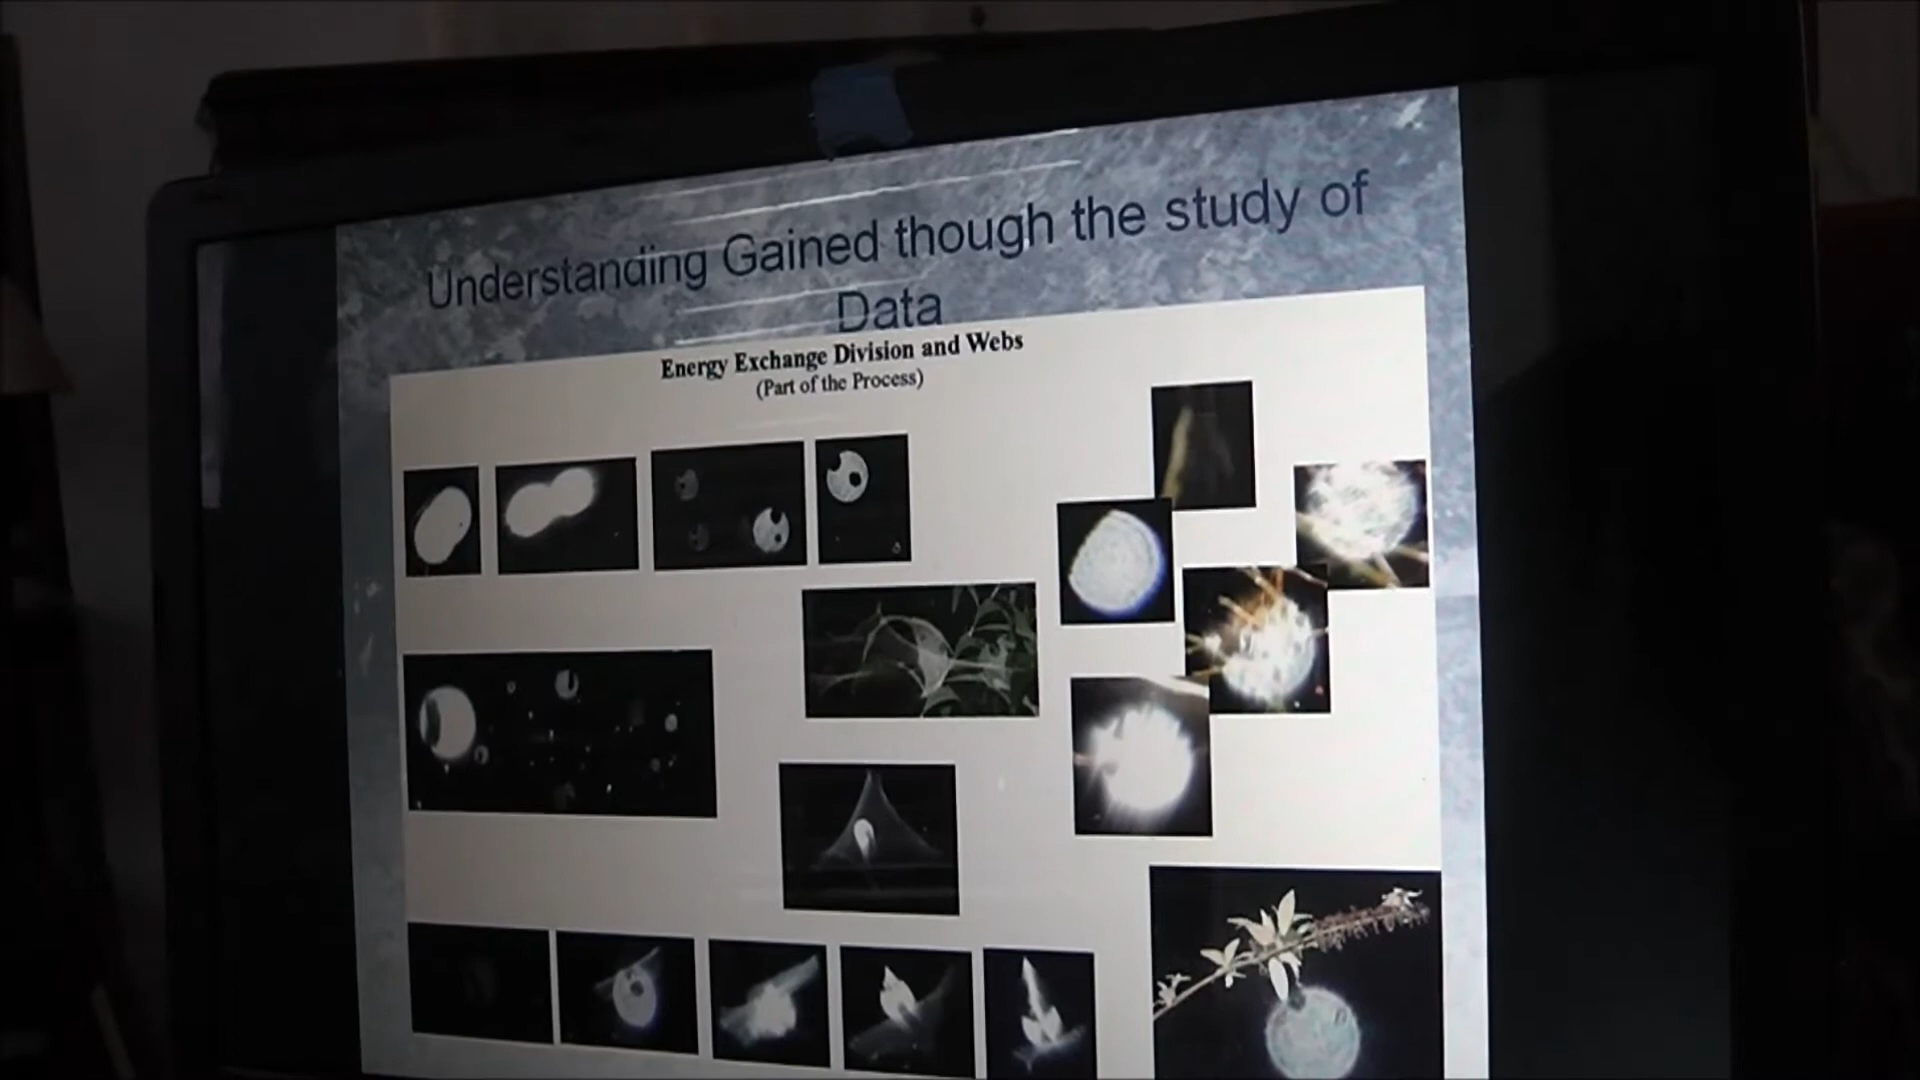 Understanding Gained though the study of
Data
Energy Exchange Division and Webs
(Part of the Process)